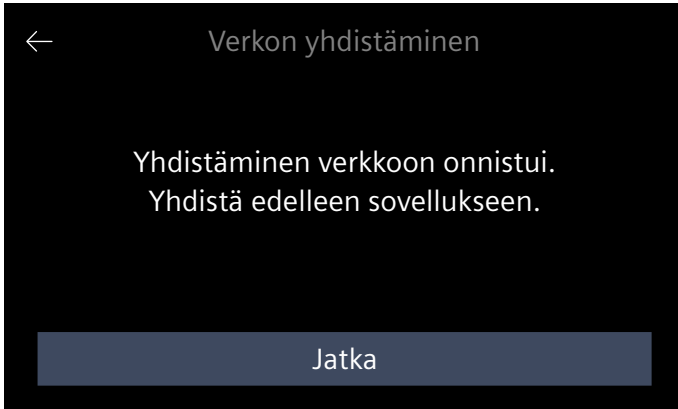 Verkon yhdistäminen
Yhdistäminen verkkoon onnistui.
Yhdistä edelleen sovellukseen.
Jatka